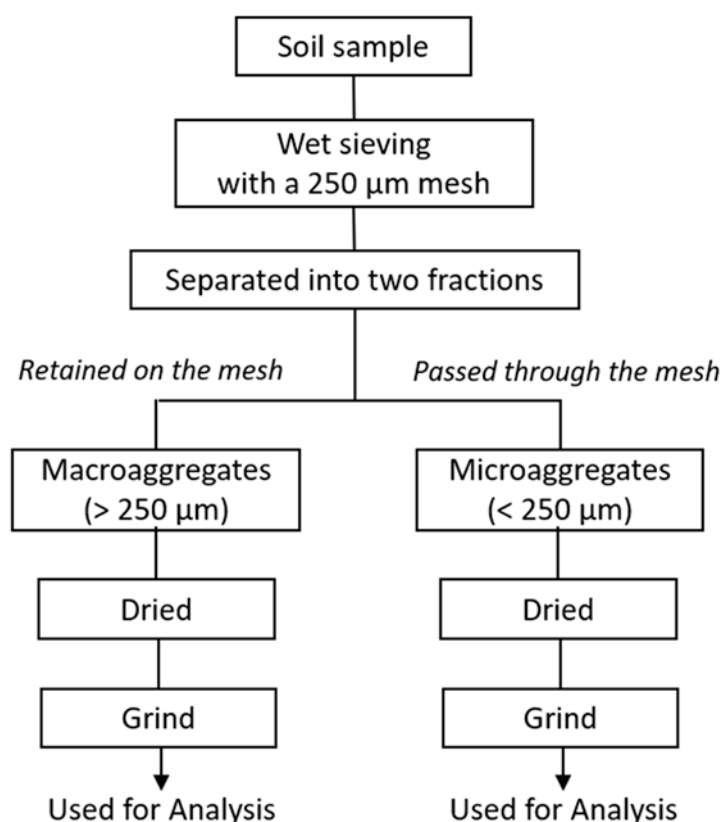 Soil sample
Wet sieving
with a 250 µm mesh
Separated into two fractions
Retained on the mesh
Passed through the mesh
Macroaggregates
(> 250 µm)
Microaggregates
(< 250 µm)
Dried
Dried
Grind
Grind
Used for Analysis
Used for Analysis